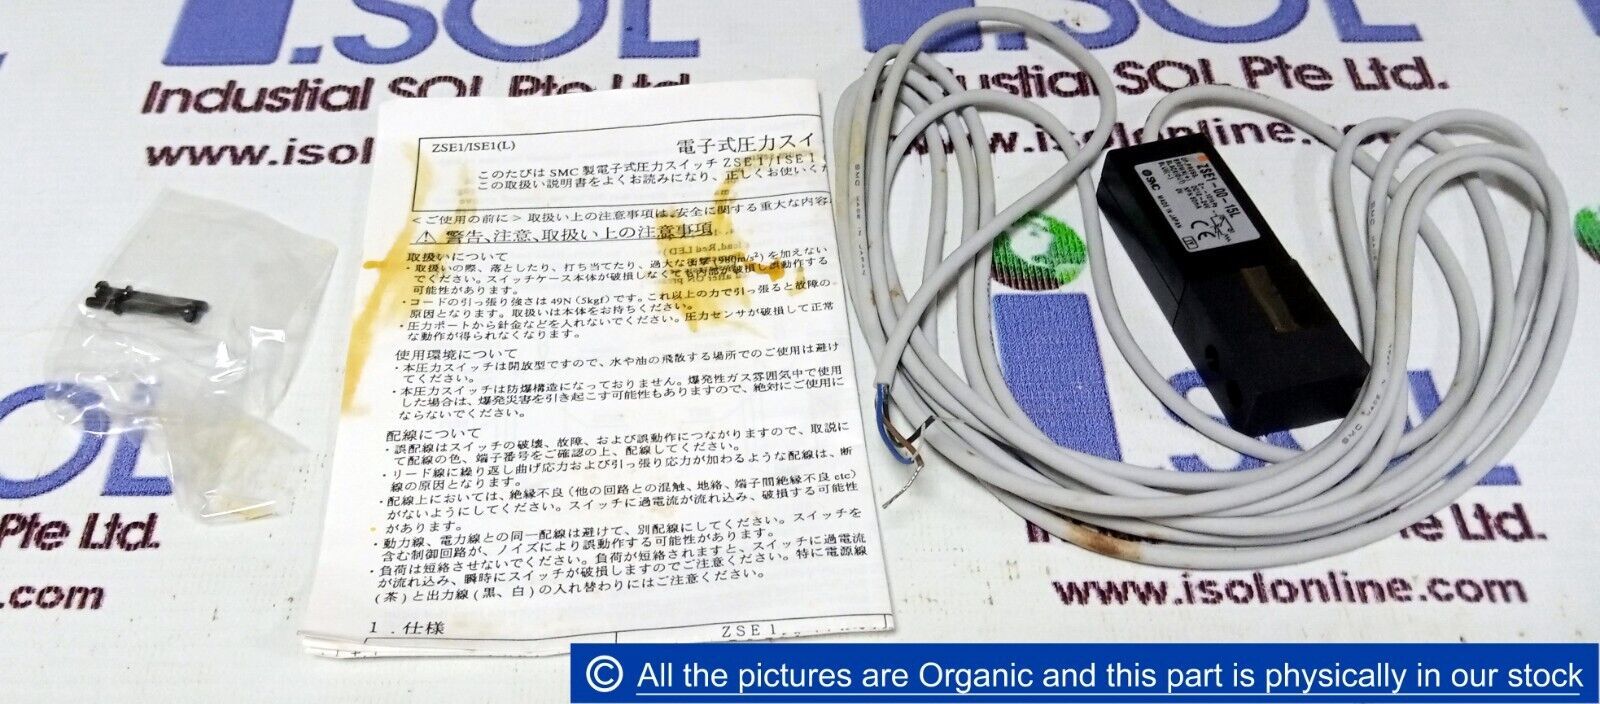 I.SOL
Industial SOL Pte Ltd.
www.isolonline.com
SOL
Industial SOL Pte Ltd.
www.isolonline.com
ZSE1/ISE1(L)
電子式圧力スイ
このたびは SMC 製電子式圧力スイッチ ZSE1/ISE1
この取扱い説明書をよくお読みになり、正しくお使いくだ
＜ご使用の前に＞ 取扱い上の注意事項は、安全に関する重大な内容
警告、注意、取扱い上の注意事項
取扱いについて
・取扱いの際、落としたり、打ち当てたり、過大な衝撃(980m/s²)を加えない
でください。スイッチケース本体が破損しなくても内部が破損し誤動作する
可能性があります。
・コードの引っ張り強さは 49N(5kgf)です。これ以上の力で引っ張ると故障の
原因となります。取扱いは本体をお持ちください。
・圧力ポートから針金などを入れないでください。圧力センサが破損して正常
な動作が得られなくなります。
使用環境について
・本圧力スイッチは開放型ですので、水や油の飛散する場所でのご使用は避け
てください。
・本圧力スイッチは防爆構造になっておりません。爆発性ガス雰囲気中で使用
した場合は、爆発災害を引き起こす可能性もありますので、絶対にご使用に
ならないでください。
配線について
・誤配線はスイッチの破壊、故障、および誤動作につながりますので、取説に
て配線の色、端子番号をご確認の上、配線してください。
・リード線に繰り返し曲げ応力および引っ張り応力が加わるような配線は、断
線の原因となります。
・配線上においては、絶縁不良（他の回路との混触、地絡、端子間絶縁不良 etc）
がないようにしてください。スイッチに過電流が流れ込み、破損する可能性
があります。
・動力線、電力線との同一配線は避けて、別配線にしてください。スイッチを
含む制御回路が、ノイズにより誤動作する可能性があります。
・負荷は短絡させないでください。負荷が短絡されますと、スイッチに過電流
が流れ込み、瞬時にスイッチが破損しますのでご注意ください。特に電源線
(茶)と出力線(黒、白)の入れ替わりにはご注意ください。
1．仕様
ZSE1
ZSE1-00-15L
SMC
MADE IN JAPAN
CE
Pte Ltd.
.com
SOL
Pte Ltd.
www.isolonline.com
© All the pictures are Organic and this part is physically in our stock